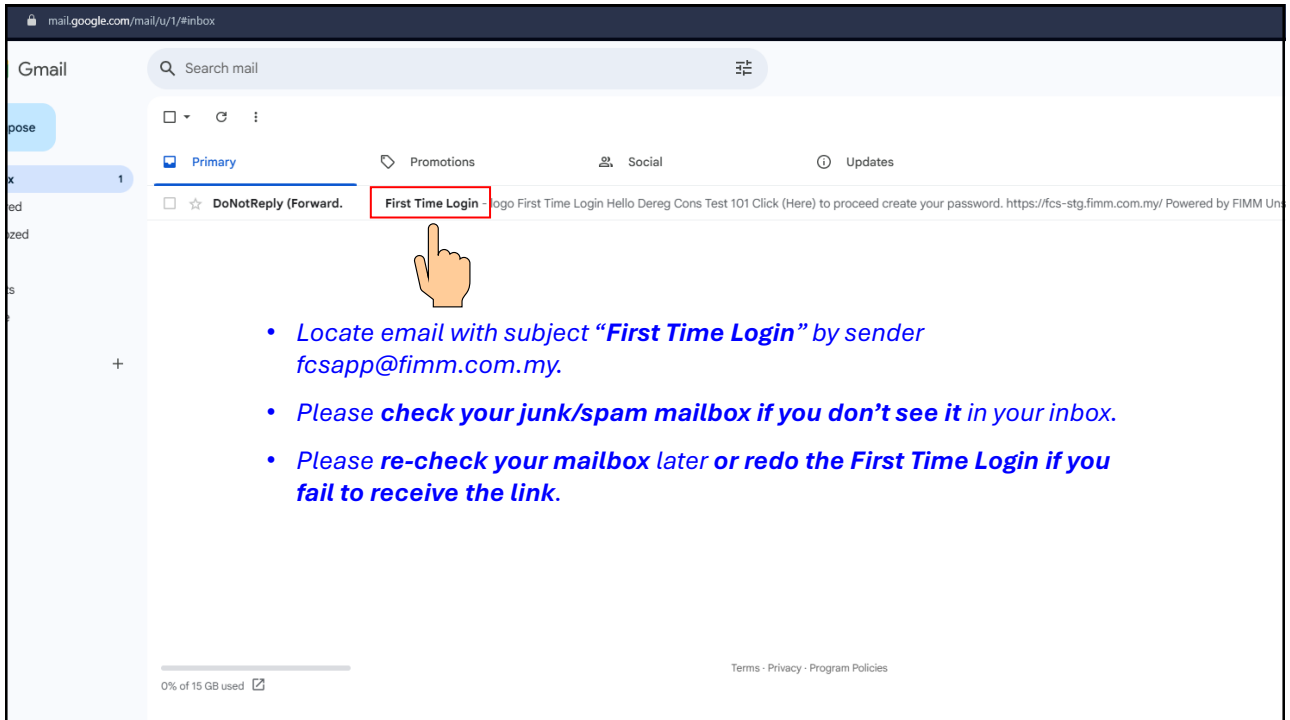 mail.google.com/mail/u/1/#inbox
Gmail
Search mail
pose
Primary
Promotions
Social
Updates
x 1
DoNotReply (Forward. First Time Login - logo First Time Login Hello Dereg Cons Test 101 Click (Here) to proceed create your password. https://fcs-stg.fimm.com.my/ Powered by FIMM Uns
ed
ozed
• Locate email with subject “First Time Login” by sender
fcsapp@fimm.com.my.
• Please check your junk/spam mailbox if you don’t see it in your inbox.
• Please re-check your mailbox later or redo the First Time Login if you
fail to receive the link.
Terms · Privacy · Program Policies
0% of 15 GB used